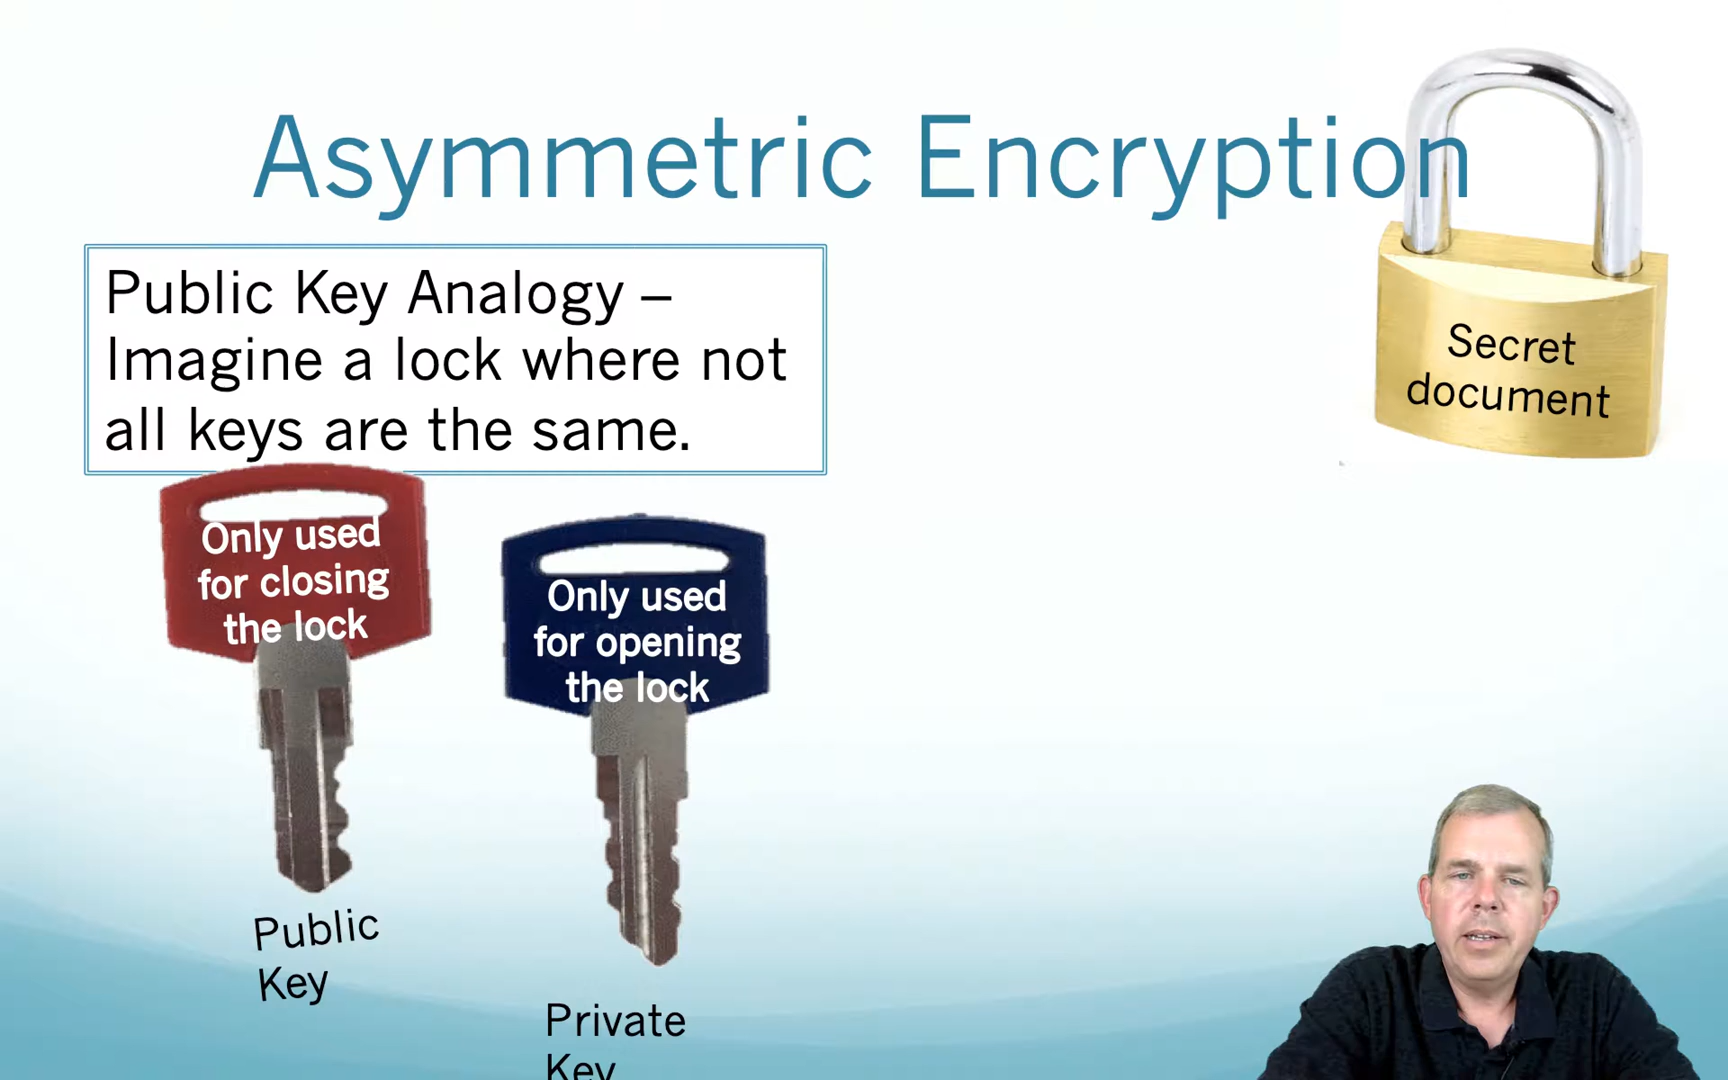 Asymmetric Encryption
Public Key Analogy –
Imagine a lock where not
all keys are the same.
Secret
document
Only used
for closing
the lock
Only used
for opening
the lock
Public
Key
Private
Key